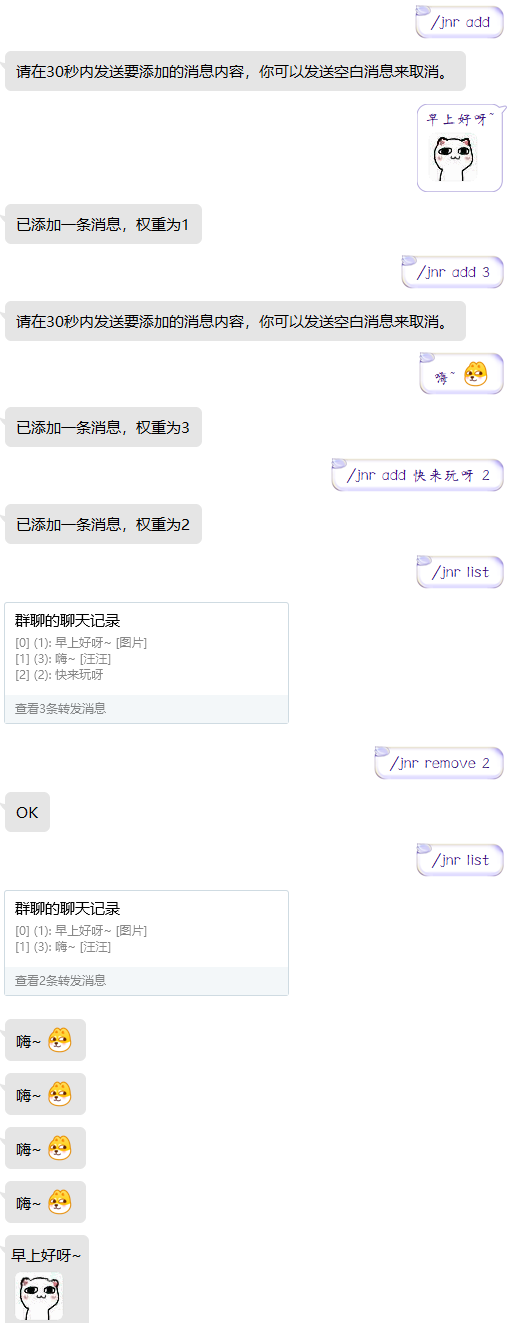 /jnr add
请在30秒内发送要添加的消息内容，你可以发送空白消息来取消。
早上好呀~
已添加一条消息，权重为1
/jnr add 3
请在30秒内发送要添加的消息内容，你可以发送空白消息来取消。
嗨~
已添加一条消息，权重为3
/jnr add 快来玩呀 2
已添加一条消息，权重为2
/jnr list
群聊的聊天记录
[0] (1): 早上好呀~ [图片]
[1] (3): 嗨~ [汪汪]
[2] (2): 快来玩呀
查看3条转发消息
/jnr remove 2
OK
/jnr list
群聊的聊天记录
[0] (1): 早上好呀~ [图片]
[1] (3): 嗨~ [汪汪]
查看2条转发消息
嗨~
嗨~
嗨~
嗨~
早上好呀~